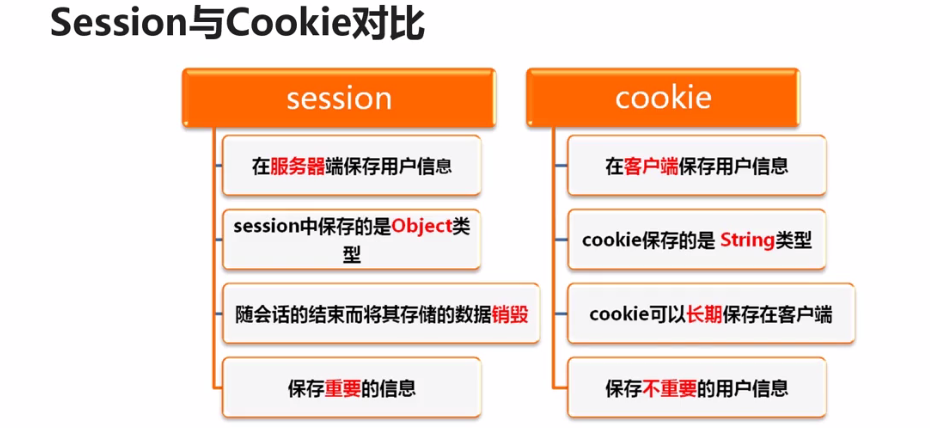 Session与Cookie对比
session
在服务器端保存用户信息
session中保存的是Object类
型
随会话的结束而将其存储的数据销毁
保存重要的信息
cookie
在客户端保存用户信息
cookie保存的是 String类型
cookie可以长期保存在客户端
保存不重要的用户信息